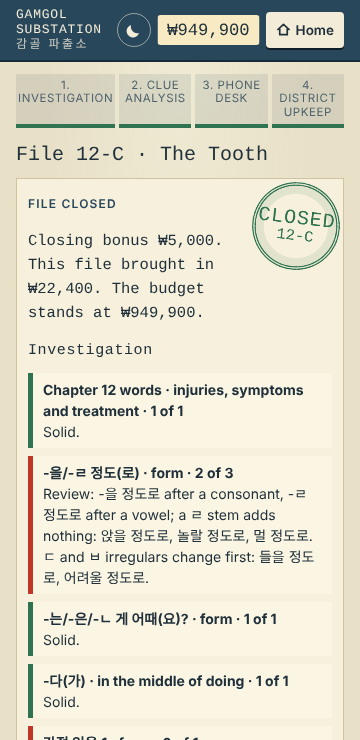 GAMGOL
SUBSTATION
감골 파출소
₩949,900
Home
1.
INVESTIGATION
2. CLUE
ANALYSIS
3. PHONE
DESK
4.
DISTRICT
UPKEEP
File 12-C · The Tooth
FILE CLOSED
CLOSED
12-C
Closing bonus ₩5,000.
This file brought in
₩22,400. The budget
stands at ₩949,900.
Investigation
Chapter 12 words · injuries, symptoms
and treatment · 1 of 1
Solid.
-을/-ㄹ 정도(로) · form · 2 of 3
Review: -을 정도로 after a consonant, -ㄹ
정도로 after a vowel; a ㄹ stem adds
nothing: 앉을 정도로, 놀랄 정도로, 멀 정도로.
ㄷ and ㅂ irregulars change first: 들을 정도
로, 어려울 정도로.
-는/-은/-ㄴ 게 어때(요)? · form · 1 of 1
Solid.
-다(가) · in the middle of doing · 1 of 1
Solid.